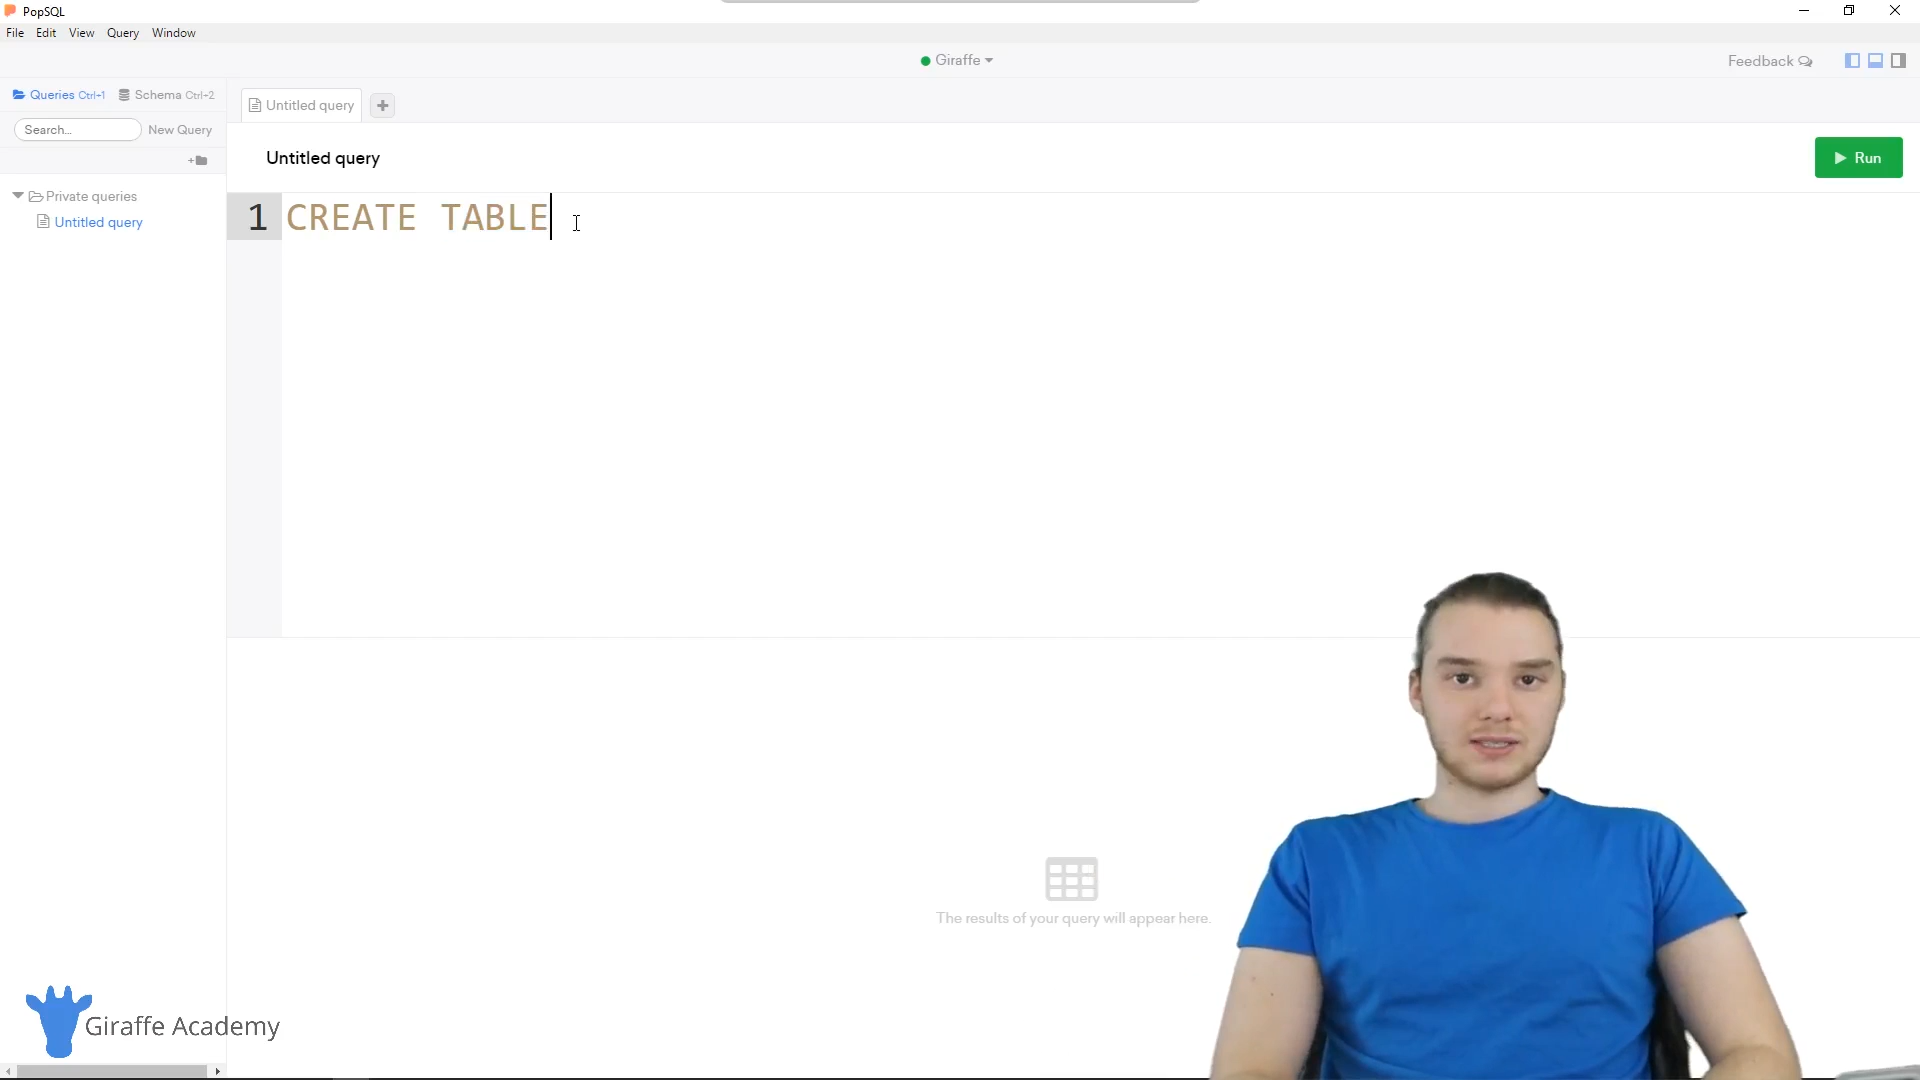 PopSQL
File Edit View Query Window
Giraffe
Feedback
Queries Ctrl+1 Schema Ctrl+2
Untitled query
Search...
New Query
Untitled query
Run
Private queries
Untitled query
1 CREATE TABLE
The results of your query will appear here.
Giraffe Academy